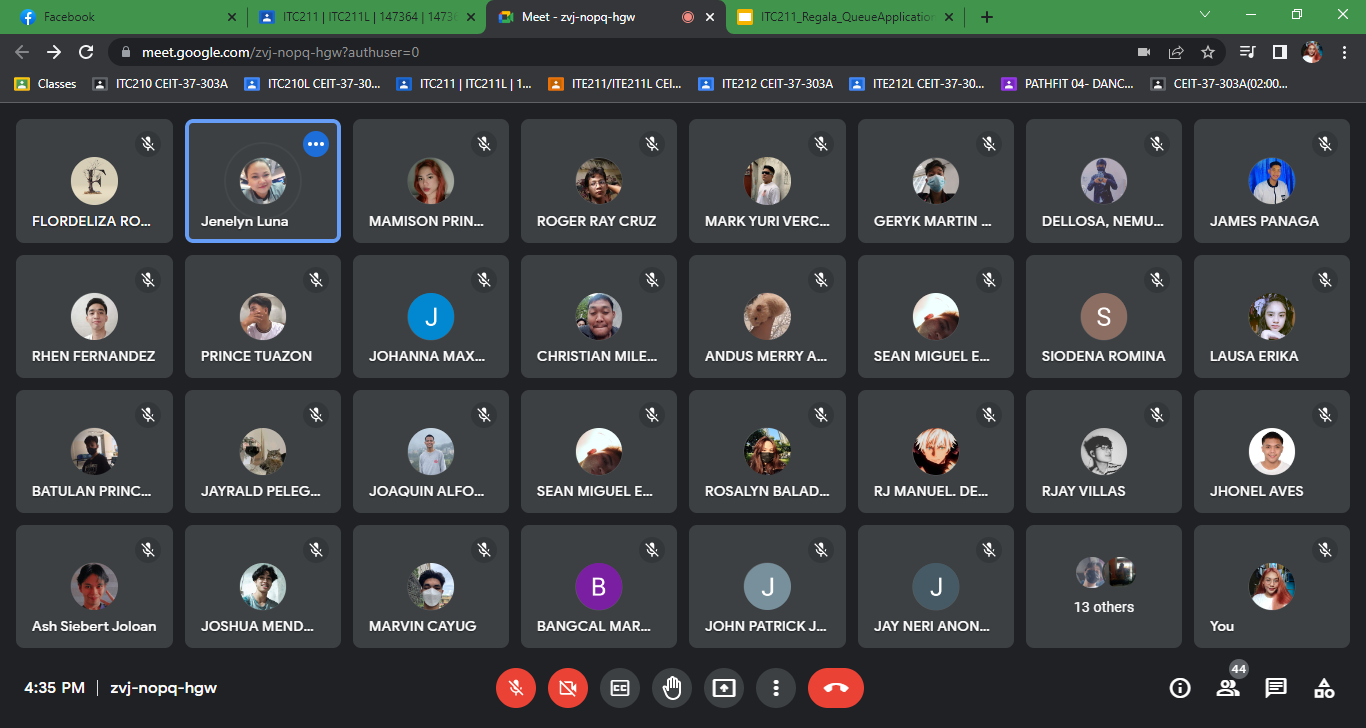 Facebook
ITC211 | ITC211L | 147364 | 1473
Meet - zvj-nopq-hgw
ITC211_Regala_QueueApplication
meet.google.com/zvj-nopq-hgw?authuser=0
Classes
ITC210 CEIT-37-303A
ITC210L CEIT-37-30...
ITC211 | ITC211L | 1...
ITE211/ITE211L CEI...
ITE212 CEIT-37-303A
ITE212L CEIT-37-30...
PATHFIT 04- DANC...
CEIT-37-303A(02:00...
FLORDELIZA RO...
Jenelyn Luna
MAMISON PRIN...
ROGER RAY CRUZ
MARK YURI VERC...
GERYK MARTIN ...
DELLOSA, NEMU...
JAMES PANAGA
RHEN FERNANDEZ
PRINCE TUAZON
J
JOHANNA MAX...
CHRISTIAN MILE...
ANDUS MERRY A...
SEAN MIGUEL E...
S
SIODENA ROMINA
LAUSA ERIKA
BATULAN PRINC...
JAYRALD PELEG...
JOAQUIN ALFO...
SEAN MIGUEL E...
ROSALYN BALAD...
RJ MANUEL. DE...
RJAY VILLAS
JHONEL AVES
Ash Siebert Joloan
JOSHUA MEND...
MARVIN CAYUG
B
BANGCAL MAR...
J
JOHN PATRICK J...
J
JAY NERI ANON...
13 others
You
4:35 PM | zvj-nopq-hgw
44